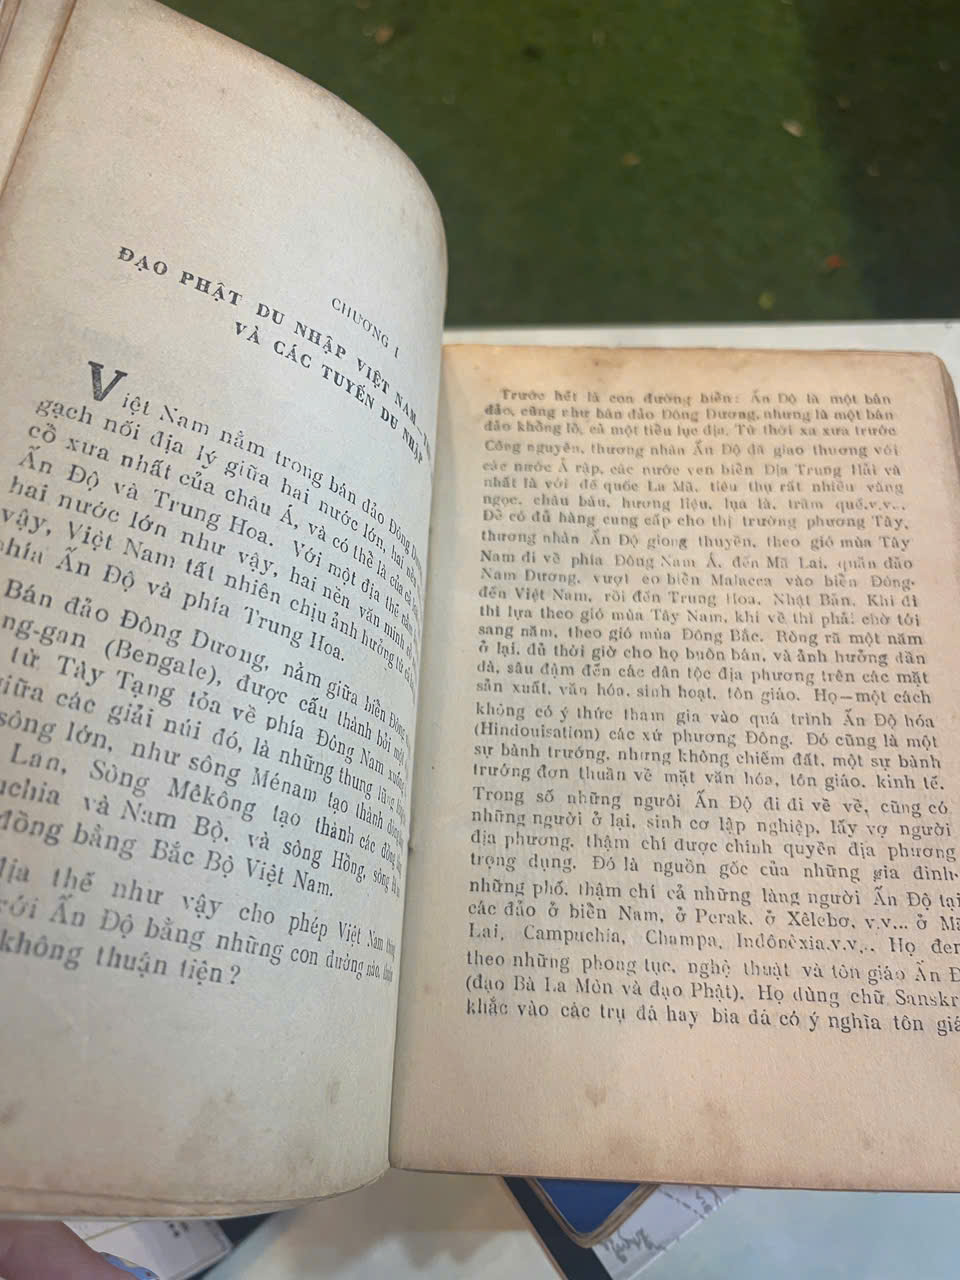 CHƯƠNG I
ĐẠO PHẬT DU NHẬP VIỆT NAM
VÀ CÁC TUYẾN DU NHẬP
Việt Nam nằm trong bán đảo Đông
gạch nối địa lý giữa hai nước lớn, hai nền
cồ xưa nhất của châu Á, và có thề là của cả
Ấn Độ và Trung Hoa. Với một địa thế nằm
hai nước lớn như vậy, hai nền văn minh
vậy, Việt Nam tất nhiên chịu ảnh hưởng từ cả
phía Ấn Độ và phía Trung Hoa.
Bán đảo Đông Dương, nằm giữa biền Đông
ng-gan (Bengale), được cấu thành bởi một
từ Tây Tạng tỏa về phía Đông Nam xuống
giữa các giải núi đó, là những thung lũng
sông lớn, như sông Ménam tạo thành đồng
Lan, Sông Mêkông tạo thành các đồng
uchia và Nam Bộ, và sông Hồng, sông
đồng bằng Bắc Bộ Việt Nam.
địa thế như vậy cho phép Việt Nam
với Ấn Độ bằng những con đường nào,
không thuận tiện ?
Trước hết là con đường biền: Ấn Độ là một bán
đảo, cũng như bán đảo Đông Dương, nhưng là một bán
đảo khồng lồ, cả một tiều lục địa. Từ thời xa xưa trước
Công nguyên, thương nhân Ấn Độ đã giao thương với
các nước Ả rập, các nước ven biền Địa Trung Hải và
nhất là với đế quốc La Mã, tiêu thụ rất nhiều vàng
ngọc, châu báu, hương liệu, lụa là, trầm quế.v.v...
Đề có đủ hàng cung cấp cho thị trường phương Tây,
thương nhân Ấn Độ giong thuyền, theo gió mùa Tây
Nam đi về phía Đông Nam Á, đến Mã Lai, quần đảo
Nam Dương, vượt eo biền Malacca vào biền Đông-
đến Việt Nam, rồi đến Trung Hoa, Nhật Bản. Khi đi
thì lựa theo gió mùa Tây Nam, khi về thì phải chờ tới
sang năm, theo gió mùa Đông Bắc. Ròng rã một năm
ở lại, đủ thời giờ cho họ buôn bán, và ảnh hưởng dần
dà, sâu đậm đến các dân tộc địa phương trên các mặt
sản xuất, văn hóa, sinh hoạt, tôn giáo. Họ—một cách
không có ý thức tham gia vào quá trình Ấn Độ hóa
(Hindouisation) các xứ phương Đông. Đó cũng là một
sự bành trướng, nhưng không chiếm đất, một sự bành
trướng đơn thuần về mặt văn hóa, tôn giáo, kinh tế.
Trong số những người Ấn Độ đi đi về về, cũng có
những người ở lại, sinh cơ lập nghiệp, lấy vợ người
địa phương, thậm chí được chính quyền địa phương
trọng dụng. Đó là nguồn gốc của những gia đình-
những phố, thậm chí cả những làng người Ấn Độ tại
các đảo ở biền Nam, ở Perak, ở Xêlebơ, v.v... ở Mã
Lai, Campuchia, Champa, Inđônêxia.v.v... Họ đem
theo những phong tục, nghệ thuật và tôn giáo Ấn Đ
(đạo Bà La Môn và đạo Phật). Họ dùng chữ Sanskr
khắc vào các trụ đá hay bia đá có ý nghĩa tôn giá